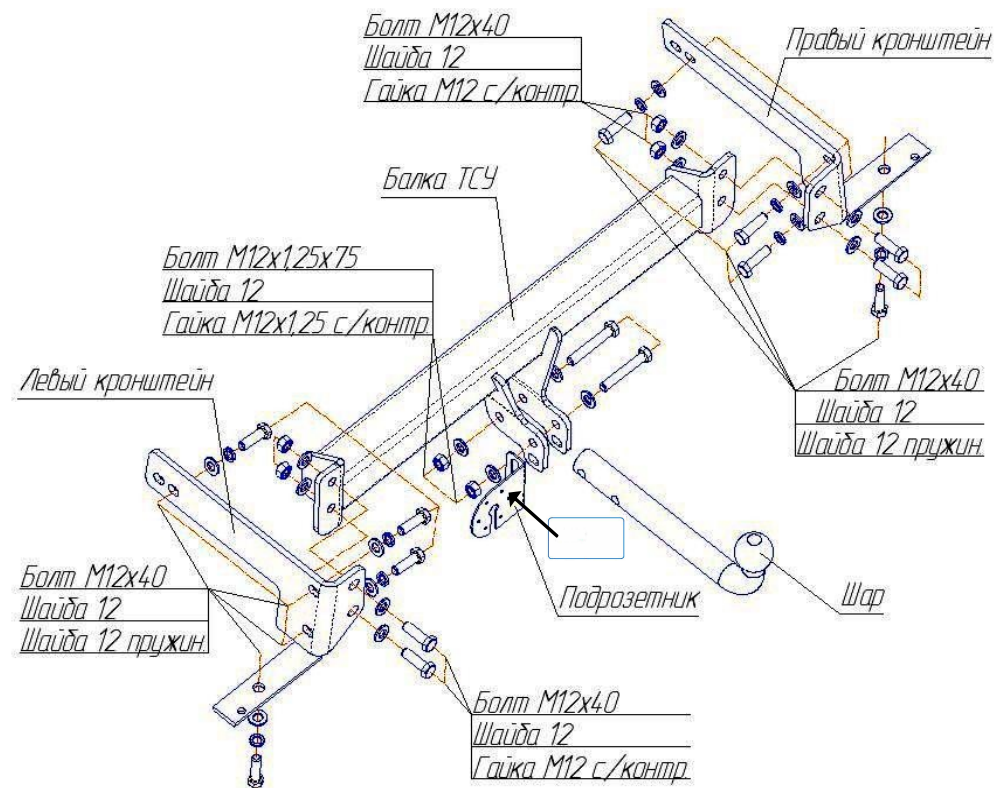 Болт М12х40
Шайба 12
Гайка М12 с/контр.
Правый кронштейн
Балка ТСУ
Болт М12х1,25х75
Шайба 12
Гайка М12х1,25 с/контр.
Левый кронштейн
Болт М12х40
Шайба 12
Шайба 12 пружин.
Болт М12х40
Шайба 12
Шайба 12 пружин.
Подрозетник
Шар
Болт М12х40
Шайба 12
Гайка М12 с/контр.